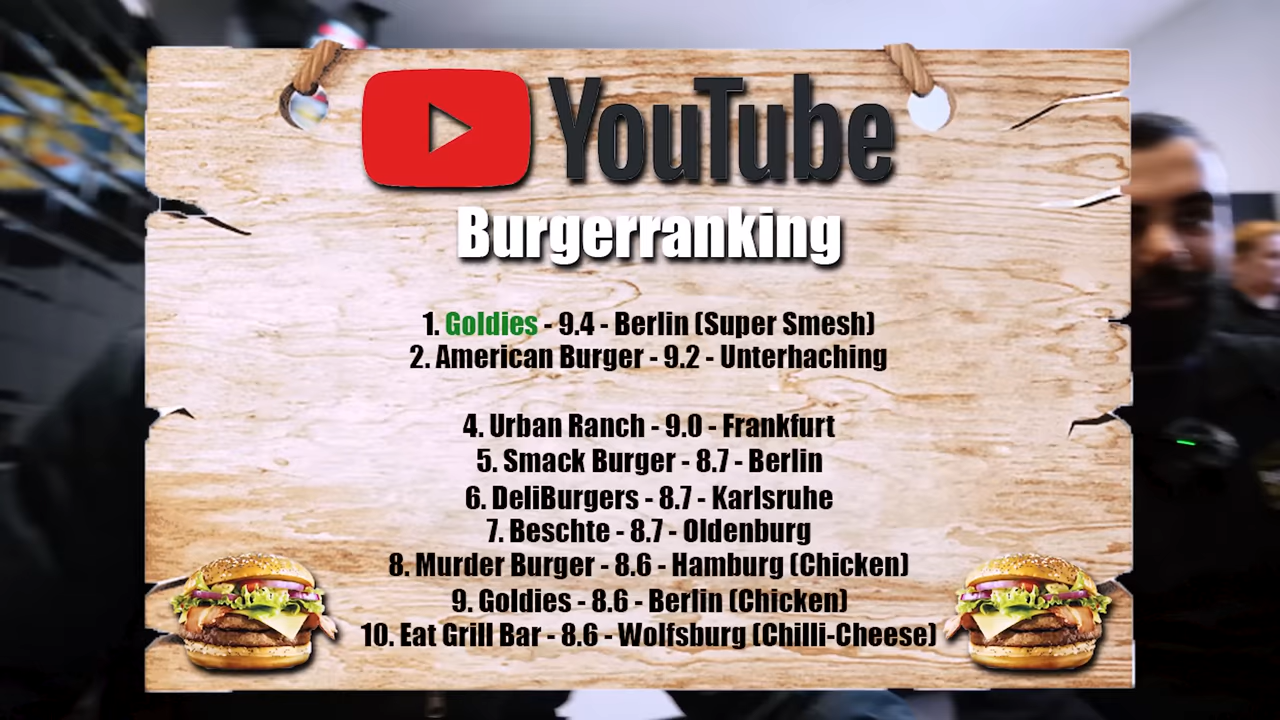 YouTube
Burgerranking
1. Goldies - 9.4 - Berlin (Super Smesh)
2. American Burger - 9.2 - Unterhaching
4. Urban Ranch - 9.0 - Frankfurt
5. Smack Burger - 8.7 - Berlin
6. DeliBurgers - 8.7 - Karlsruhe
7. Beschte - 8.7 - Oldenburg
8. Murder Burger - 8.6 - Hamburg (Chicken)
9. Goldies - 8.6 - Berlin (Chicken)
10. Eat Grill Bar - 8.6 - Wolfsburg (Chilli-Cheese)